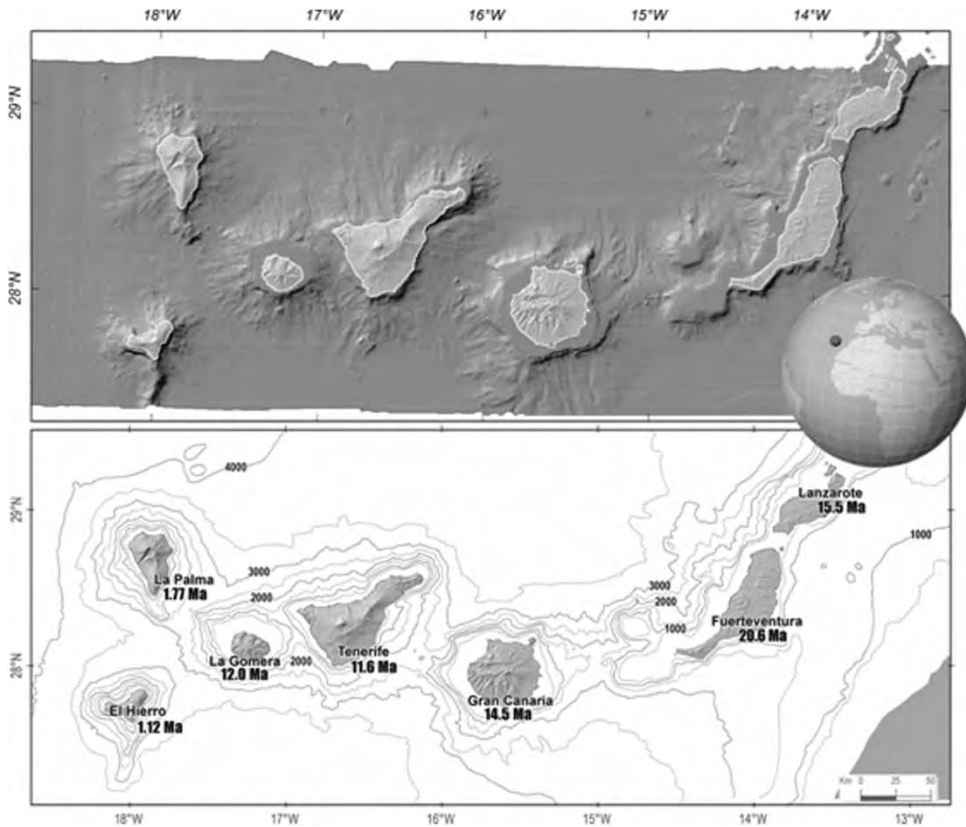 18°W 17°W 16°W 15°W 14°W
29°N
28°N
4000
29°N
Lanzarote
15.5 Ma
1000
La Palma
1.77 Ma
3000
2000
3000
2000
1000
Fuerteventura
20.6 Ma
28°N
La Gomera
12.0 Ma
2000
Tenerife
11.6 Ma
Gran Canaria
14.5 Ma
El Hierro
1.12 Ma
Km 0 25 50
18°W 17°W 16°W 15°W 14°W 13°W